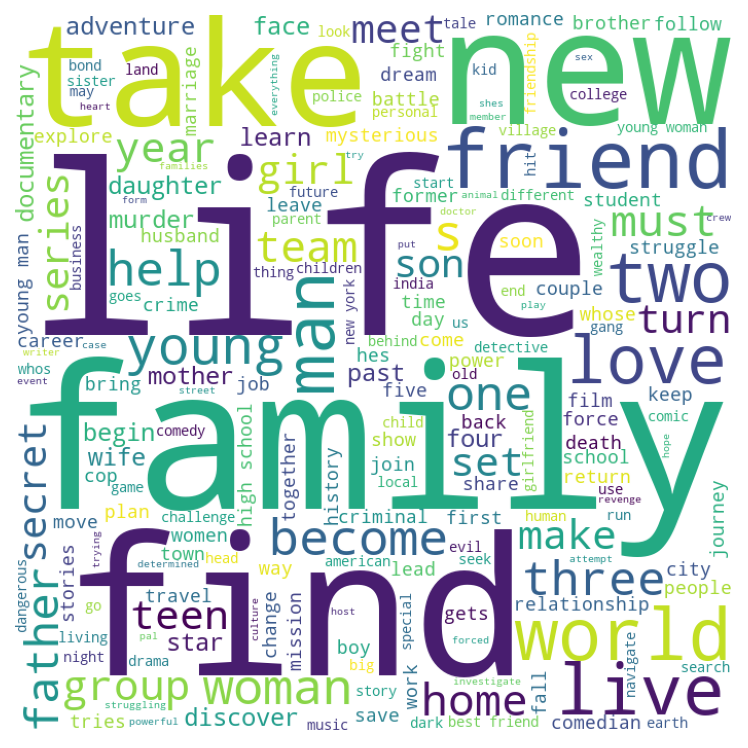 take
new
life
family
find
friend
two
love
world
live
man
young
help
become
one
set
three
home
woman
group
father
secret
teen
make
turn
must
son
s
team
girl
year
meet
series
daughter
murder
husband
adventure
documentary
explore
bond
sister
land
may
heart
everything
look
face
marriage
learn
fight
dream
police
battle
personal
mysterious
tale
romance
kid
member
shes
friendship
sex
college
brother
follow
village
young woman
hit
families
form
try
future
parent
leave
thing
children
start
former
animal
different
student
doctor
put
wealthy
crew
struggle
soon
business
young man
goes
crime
career
case
writer
whos
event
bring
mother
job
street
comedy
new york
india
time
day
us
end
play
couple
whose
gang
behind
come
hes
power
detective
past
old
five
film
keep
force
comic
begin
wife
cop
game
high school
together
history
child
show
back
four
girlfriend
death
school
return
hope
join
local
share
use
revenge
move
plan
challenge
women
town
trying
determined
head
way
criminal
first
human
run
american
evil
attempt
lead
seek
journey
city
people
relationship
dangerous
stories
go
living
night
travel
drama
pal
star
culture
change
host
mission
boy
big
gets
forced
special
work
fall
navigate
search
investigate
struggling
tries
powerful
discover
music
save
story
dark
best friend
comedian
earth